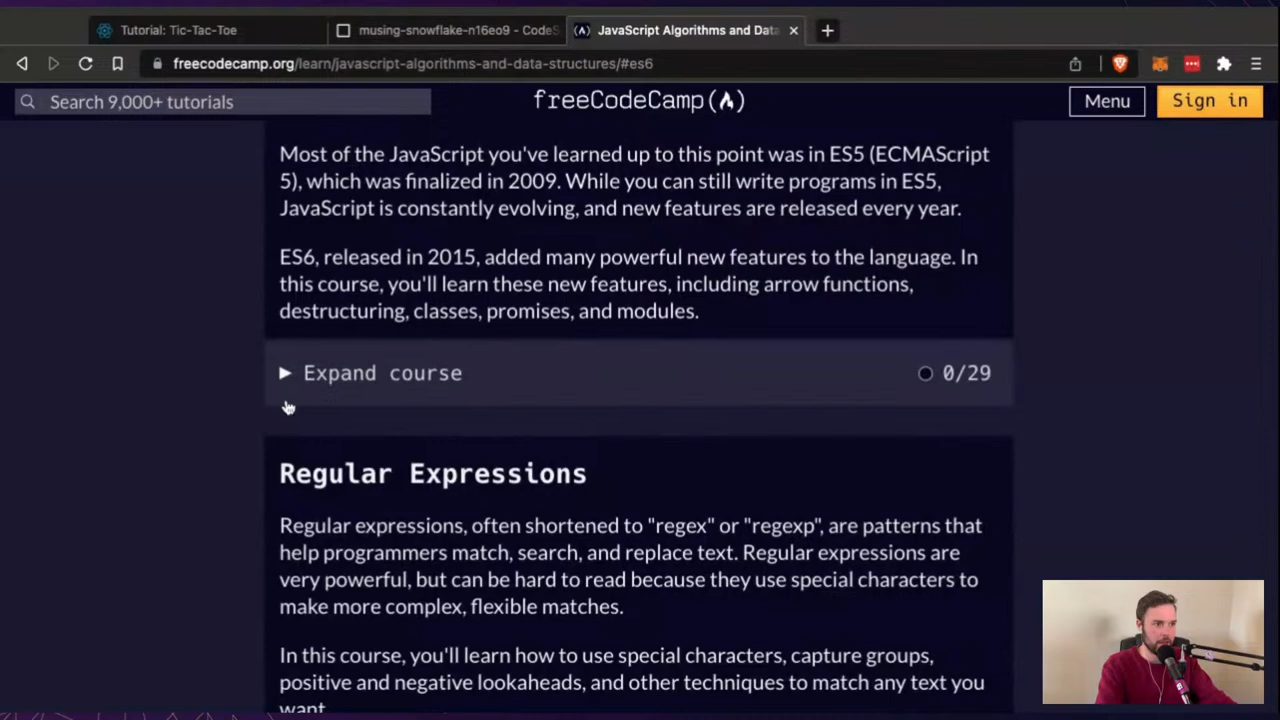 Tutorial: Tic-Tac-Toe
musing-snowflake-n16eo9 - CodeS
JavaScript Algorithms and Data
freecodecamp.org/learn/javascript-algorithms-and-data-structures/#es6
Search 9,000+ tutorials
freeCodeCamp
Menu
Sign in
Most of the JavaScript you've learned up to this point was in ES5 (ECMAScript
5), which was finalized in 2009. While you can still write programs in ES5,
JavaScript is constantly evolving, and new features are released every year.
ES6, released in 2015, added many powerful new features to the language. In
this course, you'll learn these new features, including arrow functions,
destructuring, classes, promises, and modules.
Expand course
0/29
Regular Expressions
Regular expressions, often shortened to "regex" or "regexp", are patterns that
help programmers match, search, and replace text. Regular expressions are
very powerful, but can be hard to read because they use special characters to
make more complex, flexible matches.
In this course, you'll learn how to use special characters, capture groups,
positive and negative lookaheads, and other techniques to match any text you
want.